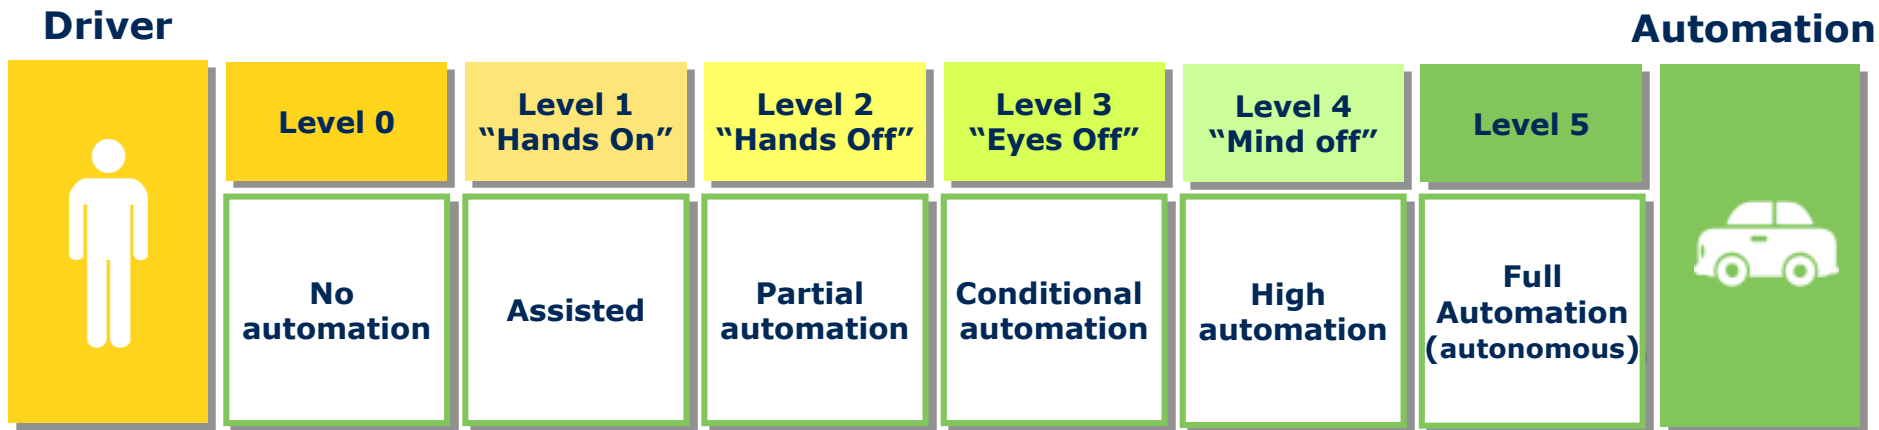 Driver
Automation
Level 0
Level 1
“Hands On”
Level 2
“Hands Off”
Level 3
“Eyes Off”
Level 4
“Mind off”
Level 5
No
automation
Assisted
Partial
automation
Conditional
automation
High
automation
Full
Automation
(autonomous)